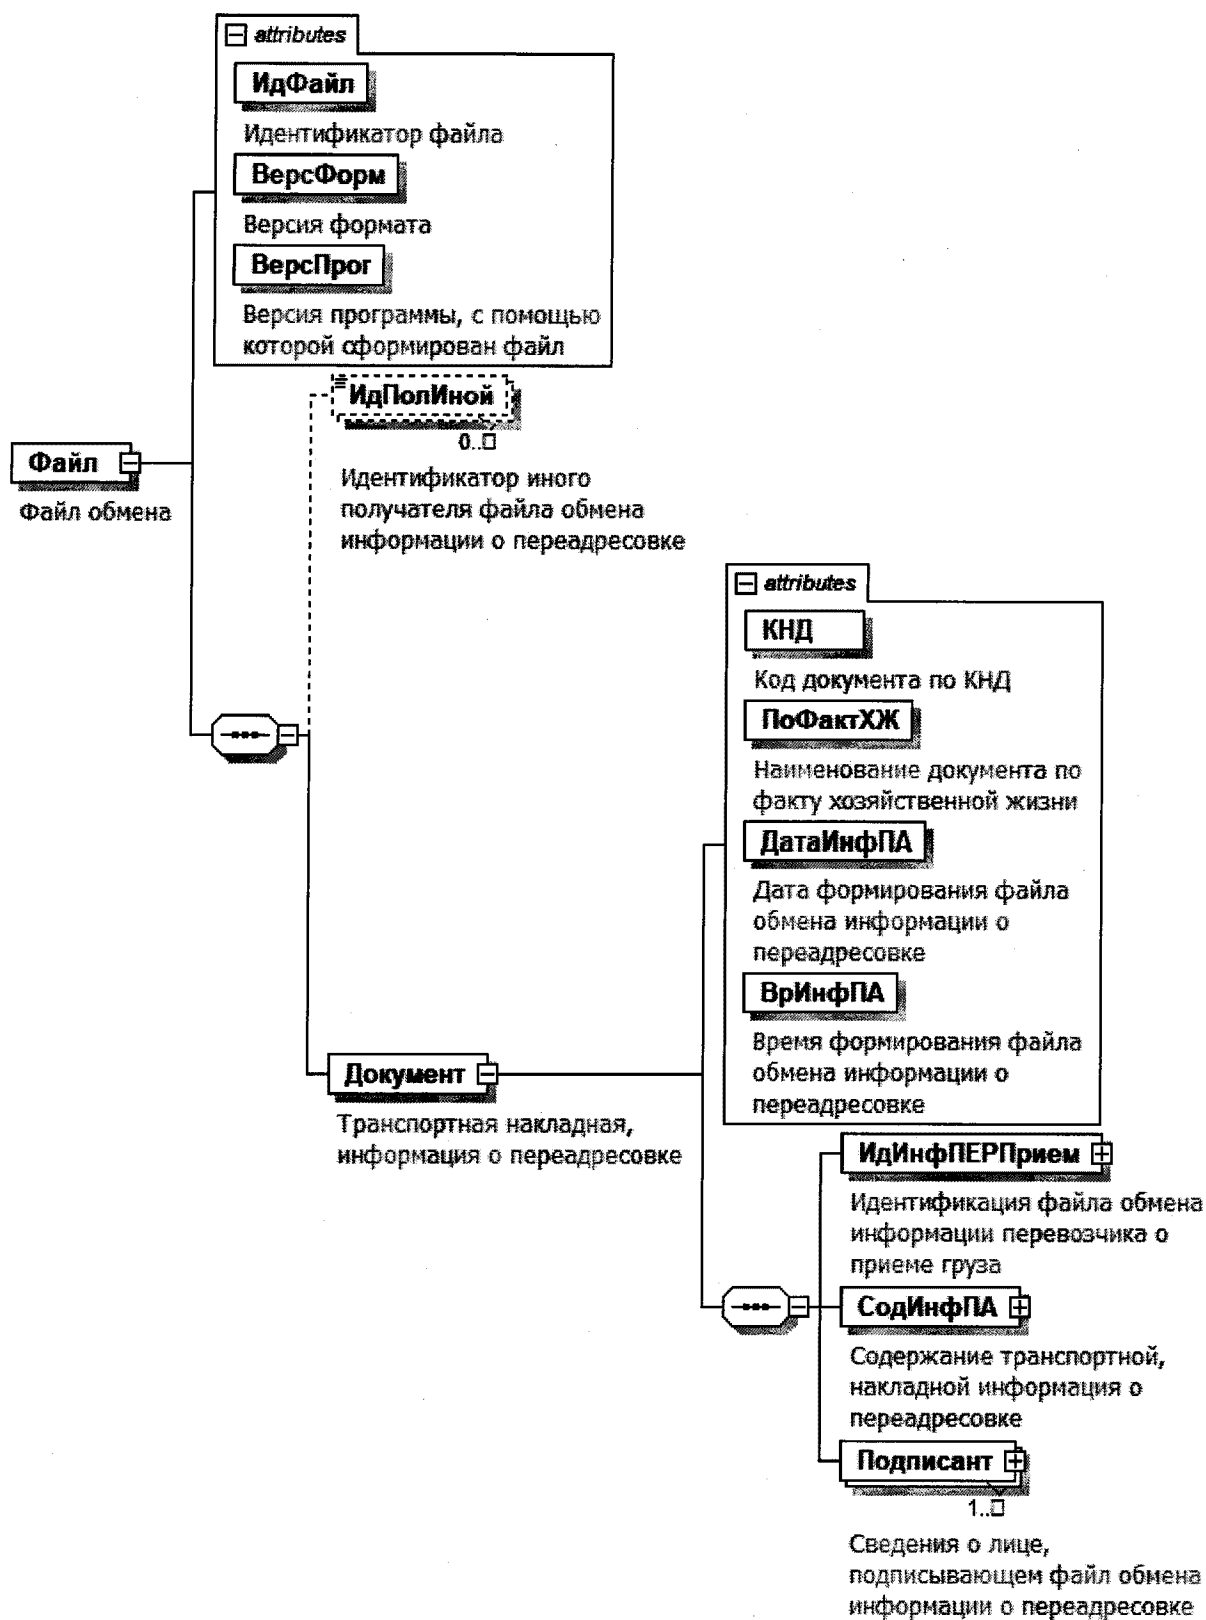 attributes
ИдФайл
Идентификатор файла
ВерсФорм
Версия формата
ВерсПрог
Версия программы, с помощью
которой сформирован файл
ИдПолИной
0..□
Идентификатор иного
получателя файла обмена
информации о переадресовке
Файл
Файл обмена
attributes
КНД
Код документа по КНД
ПоФактХЖ
Наименование документа по
факту хозяйственной жизни
ДатаИнфПА
Дата формирования файла
обмена информации о
переадресовке
ВрИнфПА
Время формирования файла
обмена информации о
переадресовке
Документ
Транспортная накладная,
информация о переадресовке
ИдИнфПЕРПрием
Идентификация файла обмена
информации перевозчика о
приеме груза
СодИнфПА
Содержание транспортной,
накладной информация о
переадресовке
Подписант
1..□
Сведения о лице,
подписывающем файл обмена
информации о переадресовке